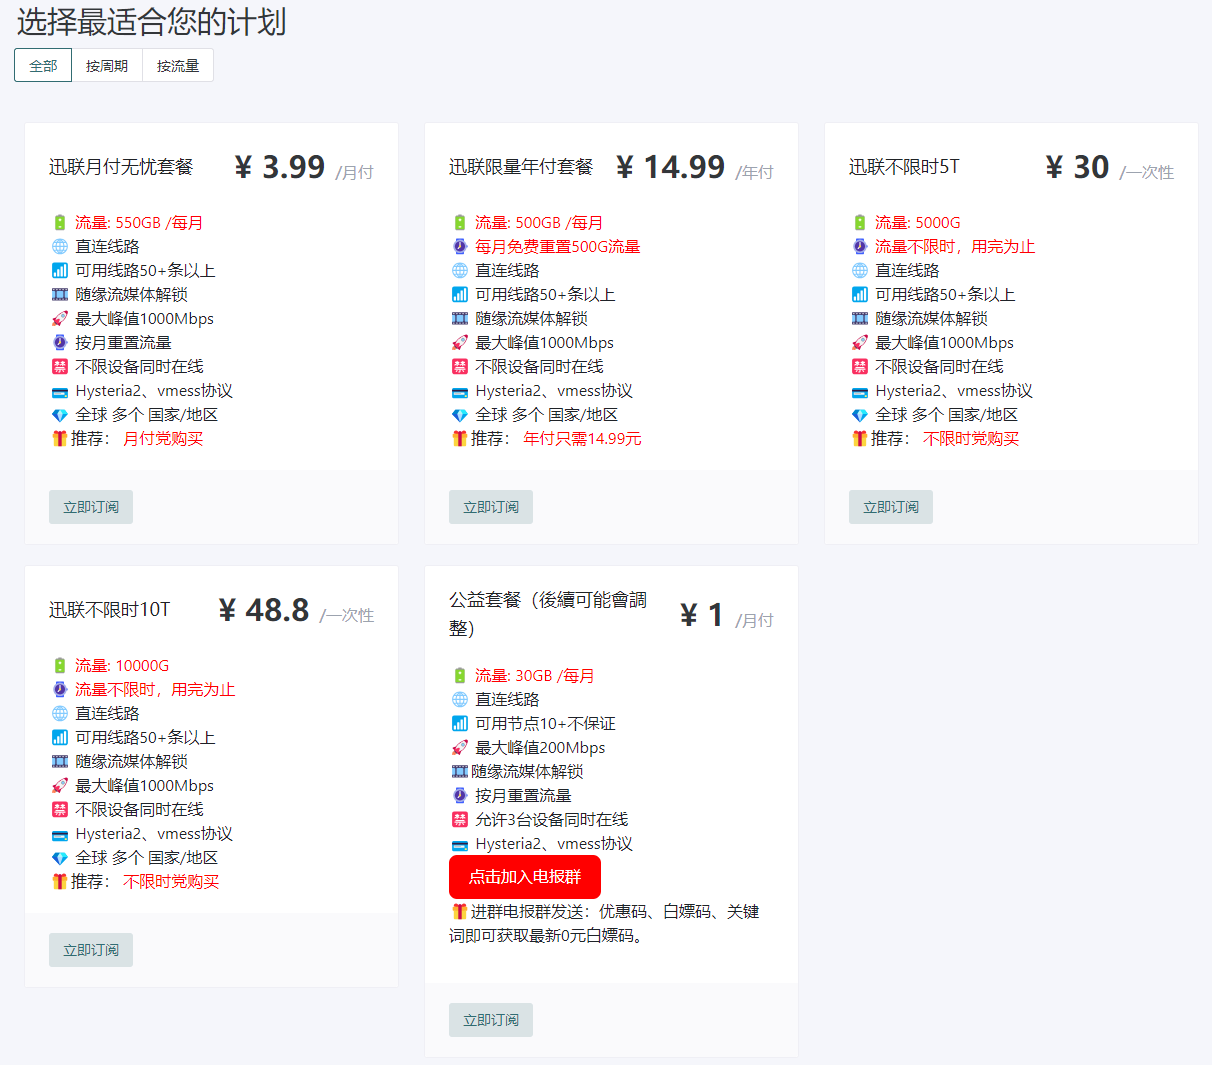 选择最适合您的计划
全部 按周期 按流量
迅联月付无忧套餐 ¥ 3.99 /月付
流量: 550GB /每月
直连线路
可用线路50+条以上
随缘流媒体解锁
最大峰值1000Mbps
按月重置流量
禁 不限设备同时在线
Hysteria2、vmess协议
全球 多个 国家/地区
推荐： 月付党购买
立即订阅
迅联限量年付套餐 ¥ 14.99 /年付
流量: 500GB /每月
每月免费重置500G流量
直连线路
可用线路50+条以上
随缘流媒体解锁
最大峰值1000Mbps
禁 不限设备同时在线
Hysteria2、vmess协议
全球 多个 国家/地区
推荐： 年付只需14.99元
立即订阅
迅联不限时5T ¥ 30 /一次性
流量: 5000G
流量不限时，用完为止
直连线路
可用线路50+条以上
随缘流媒体解锁
最大峰值1000Mbps
禁 不限设备同时在线
Hysteria2、vmess协议
全球 多个 国家/地区
推荐： 不限时党购买
立即订阅
迅联不限时10T ¥ 48.8 /一次性
流量: 10000G
流量不限时，用完为止
直连线路
可用线路50+条以上
随缘流媒体解锁
最大峰值1000Mbps
禁 不限设备同时在线
Hysteria2、vmess协议
全球 多个 国家/地区
推荐： 不限时党购买
立即订阅
公益套餐（後續可能會調
整） ¥ 1 /月付
流量: 30GB /每月
直连线路
可用节点10+不保证
最大峰值200Mbps
随缘流媒体解锁
按月重置流量
禁 允许3台设备同时在线
Hysteria2、vmess协议
点击加入电报群
进群电报群发送：优惠码、白嫖码、关键
词即可获取最新0元白嫖码。
立即订阅